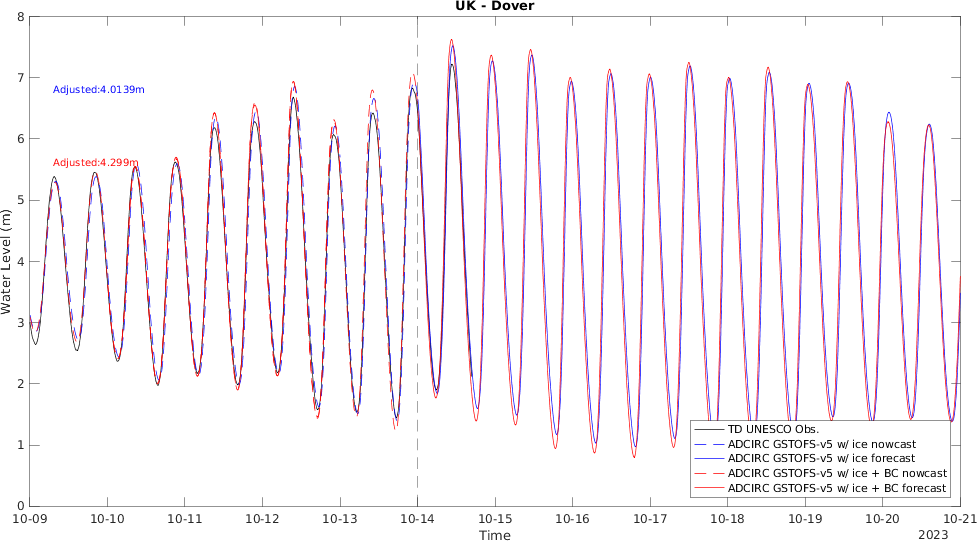 UK - Dover
8
7
6
5
4
3
2
1
0
Water Level (m)
Adjusted:4.0139m
Adjusted:4.299m
TD UNESCO Obs.
ADCIRC GSTOFS-v5 w/ ice nowcast
ADCIRC GSTOFS-v5 w/ ice forecast
ADCIRC GSTOFS-v5 w/ ice + BC nowcast
ADCIRC GSTOFS-v5 w/ ice + BC forecast
10-09 10-10 10-11 10-12 10-13 10-14 10-15 10-16 10-17 10-18 10-19 10-20 10-21
Time
2023